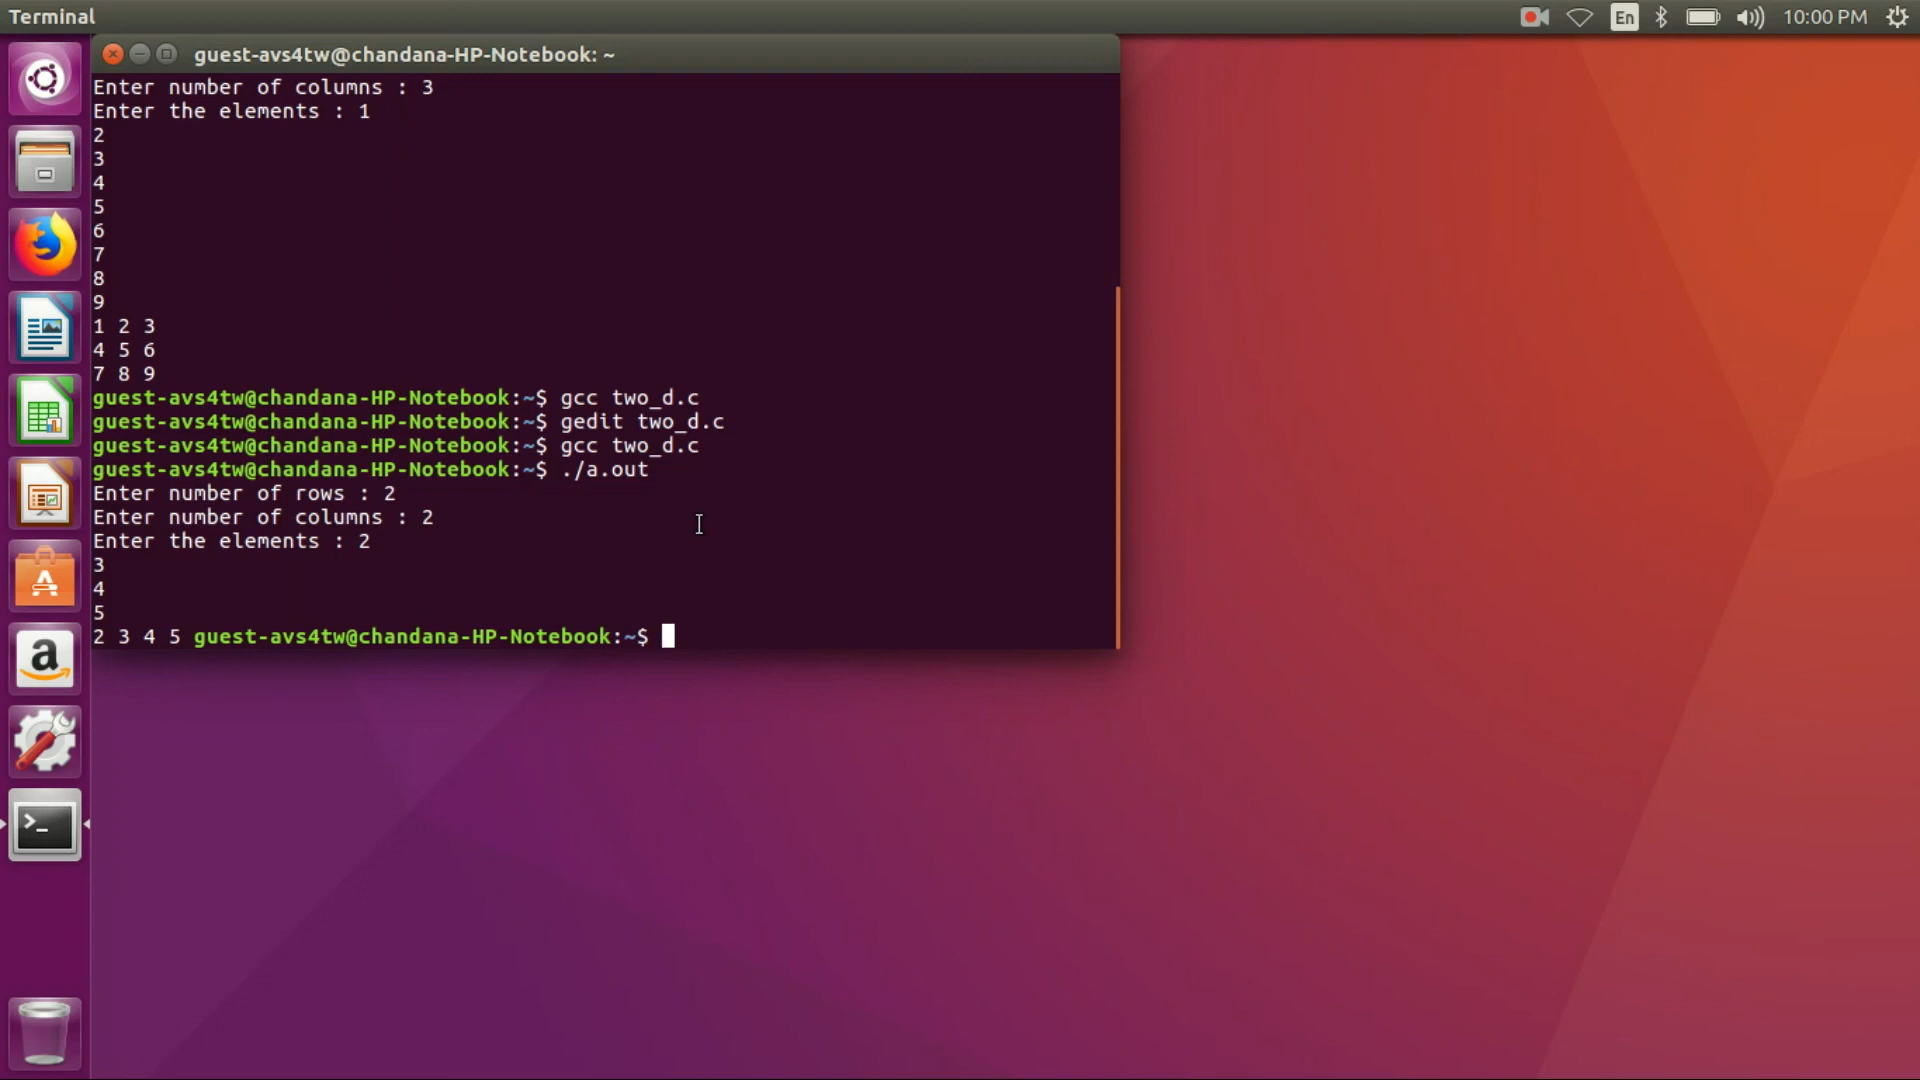 Terminal
En
10:00 PM
guest-avs4tw@chandana-HP-Notebook: ~
Enter number of columns : 3
Enter the elements : 1
2
3
4
5
6
7
8
9
1 2 3
4 5 6
7 8 9
guest-avs4tw@chandana-HP-Notebook:~$ gcc two_d.c
guest-avs4tw@chandana-HP-Notebook:~$ gedit two_d.c
guest-avs4tw@chandana-HP-Notebook:~$ gcc two_d.c
guest-avs4tw@chandana-HP-Notebook:~$ ./a.out
Enter number of rows : 2
Enter number of columns : 2
Enter the elements : 2
3
4
5
2 3 4 5 guest-avs4tw@chandana-HP-Notebook:~$